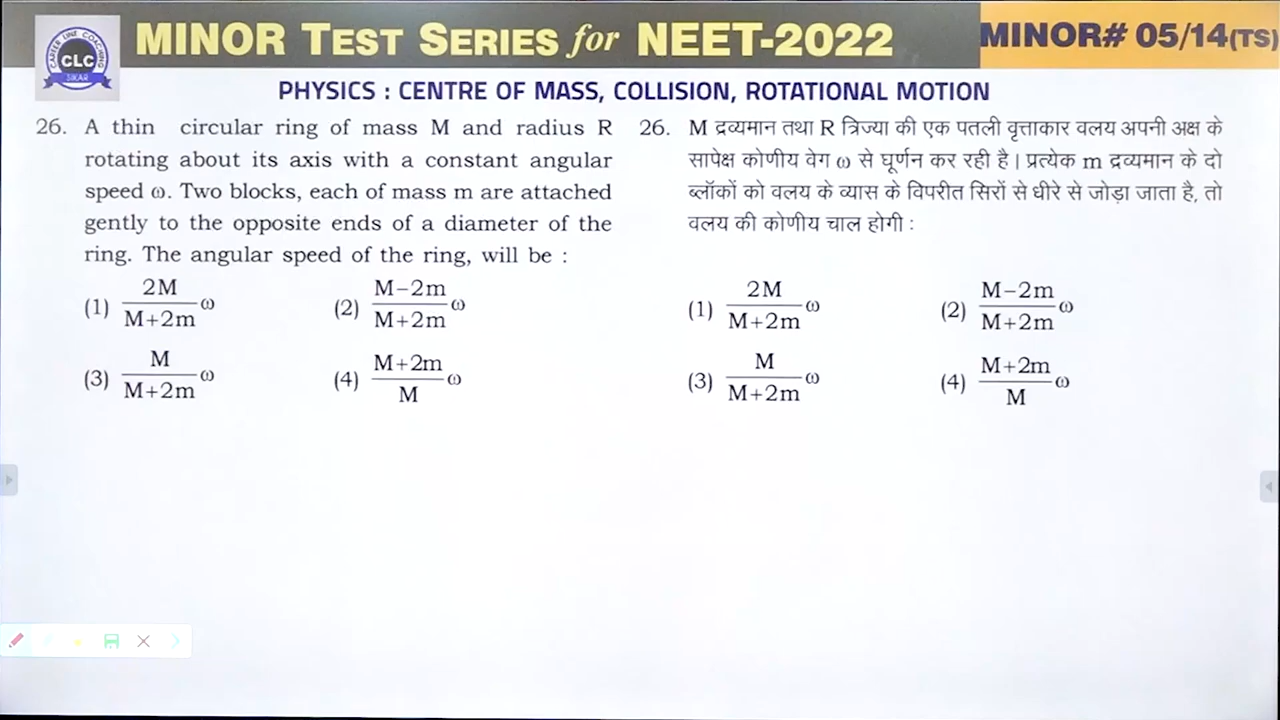 CAREER LINE COACHING
CLC
SIKAR
MINOR TEST SERIES for NEET-2022
MINOR# 05/14(TS)
PHYSICS : CENTRE OF MASS, COLLISION, ROTATIONAL MOTION
26. A thin circular ring of mass M and radius R
rotating about its axis with a constant angular
speed ω. Two blocks, each of mass m are attached
gently to the opposite ends of a diameter of the
ring. The angular speed of the ring, will be :
(1) 2M/M+2m ω (2) M−2m/M+2m ω
(3) M/M+2m ω (4) M+2m/M ω
26. M द्रव्यमान तथा R त्रिज्या की एक पतली वृत्ताकार वलय अपनी अक्ष के
सापेक्ष कोणीय वेग ω से घूर्णन कर रही है। प्रत्येक m द्रव्यमान के दो
ब्लॉकों को वलय के व्यास के विपरीत सिरों से धीरे से जोड़ा जाता है, तो
वलय की कोणीय चाल होगी :
(1) 2M/M+2m ω (2) M−2m/M+2m ω
(3) M/M+2m ω (4) M+2m/M ω